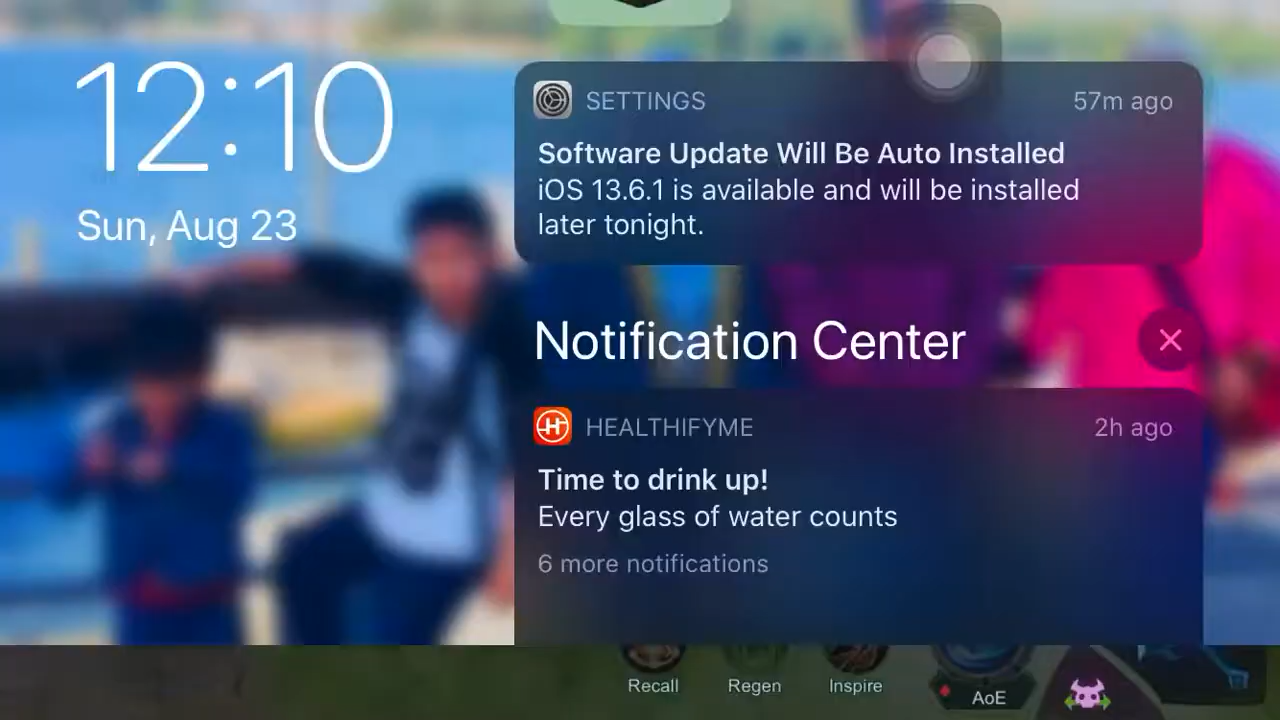 12:10
Sun, Aug 23
SETTINGS
57m ago
Software Update Will Be Auto Installed
iOS 13.6.1 is available and will be installed
later tonight.
Notification Center
HEALTHIFYME
2h ago
Time to drink up!
Every glass of water counts
6 more notifications
Recall
Regen
Inspire
AoE